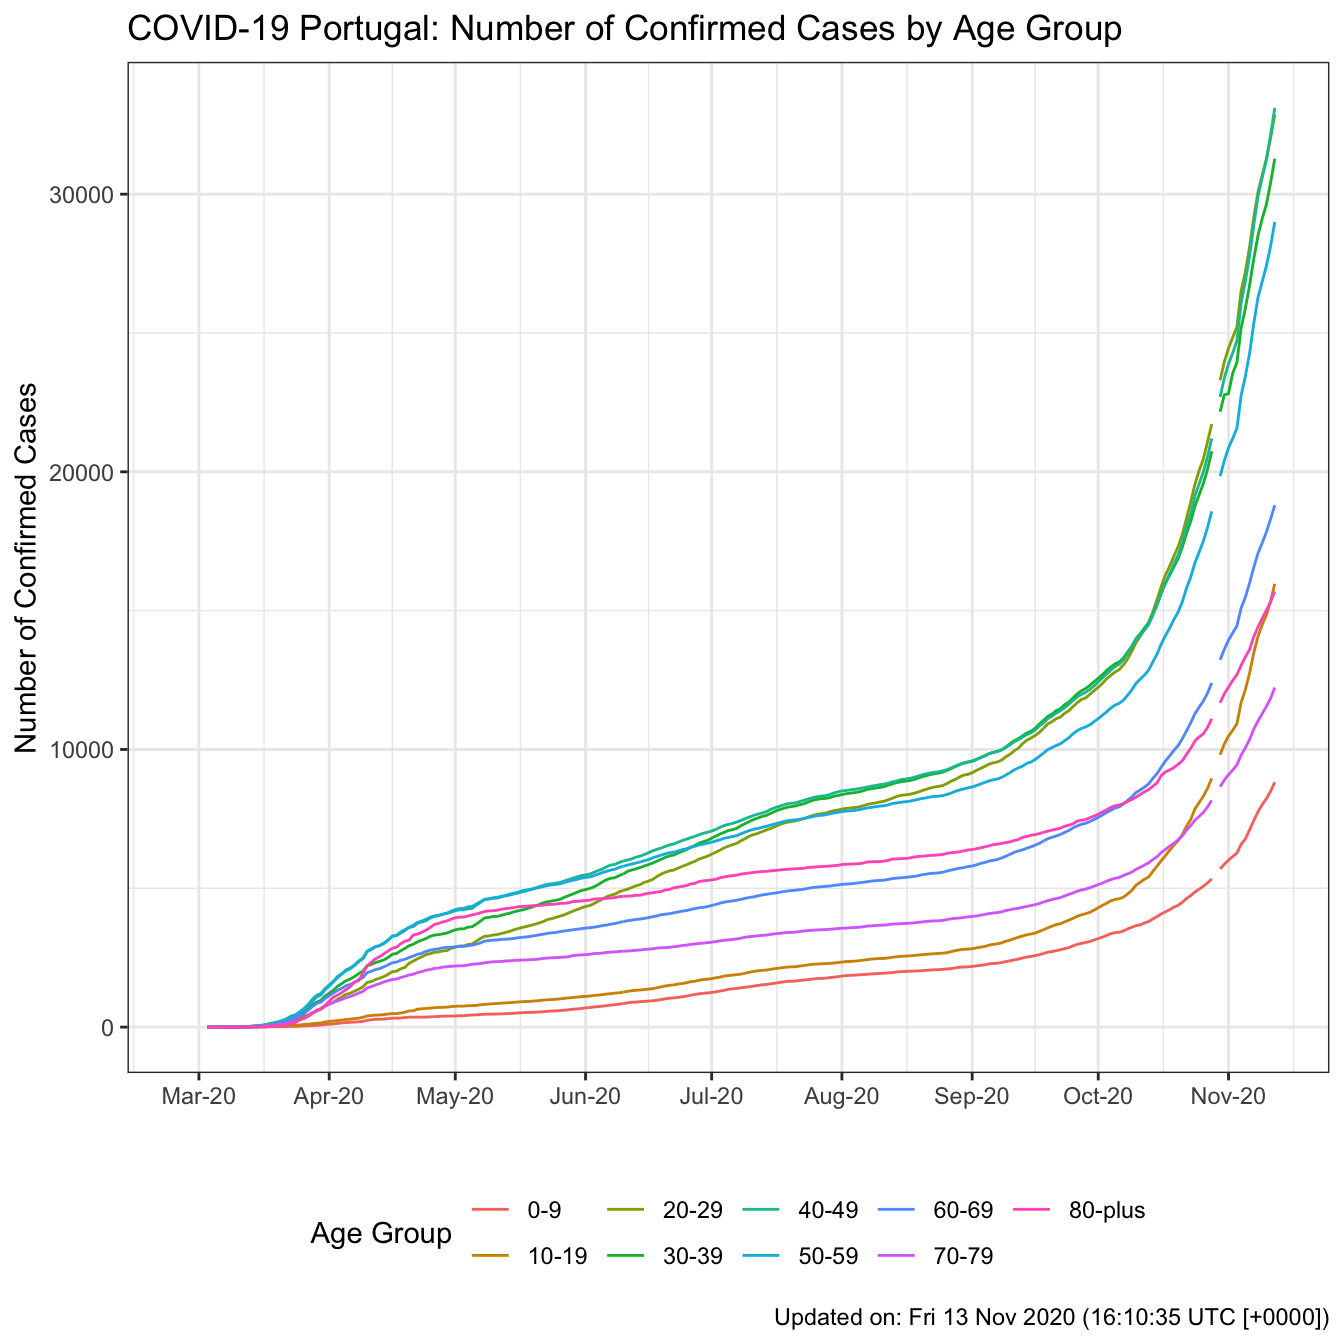 COVID-19 Portugal: Number of Confirmed Cases by Age Group
Number of Confirmed Cases
30000
20000
10000
0
Mar-20 Apr-20 May-20 Jun-20 Jul-20 Aug-20 Sep-20 Oct-20 Nov-20
Age Group
0-9 20-29 40-49 60-69 80-plus
10-19 30-39 50-59 70-79
Updated on: Fri 13 Nov 2020 (16:10:35 UTC [+0000])